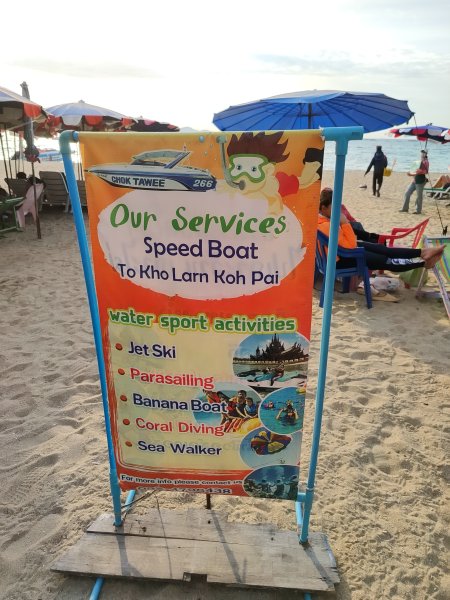 CHOK TAWEE 266
Our Services
Speed Boat
To Kho Larn Koh Pai
water sport activities
• Jet Ski
• Parasailing
• Banana Boat
• Coral Diving
• Sea Walker
For more info please contact us